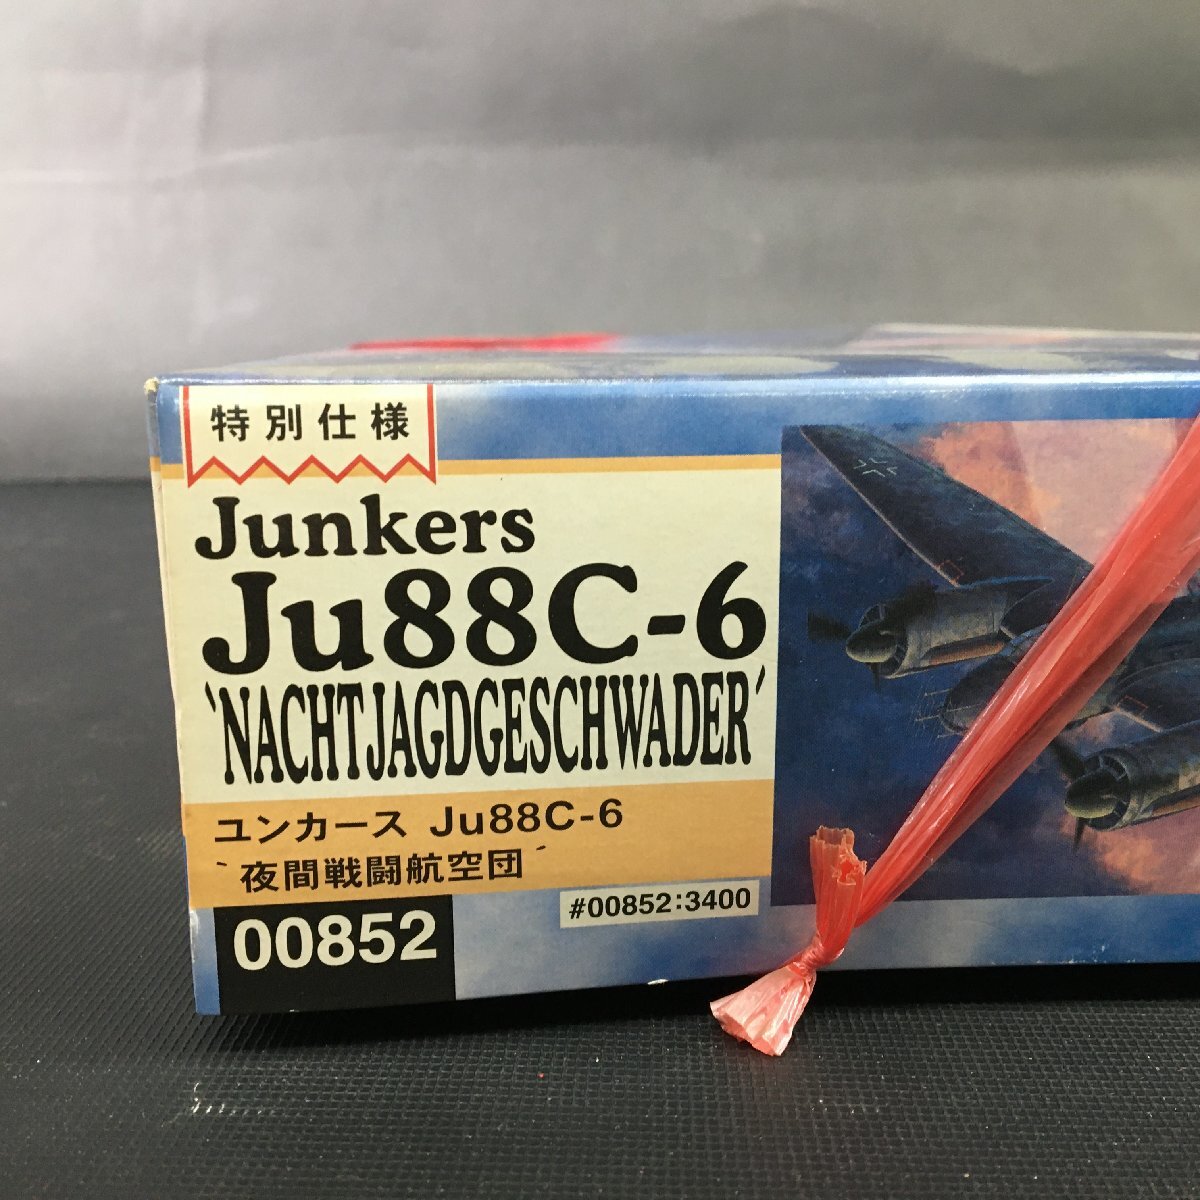 特別仕様
Junkers
Ju88C-6
`NACHTJAGDGESCHWADER´
ユンカース Ju88C-6
`夜間戦闘航空団´
#00852:3400
00852